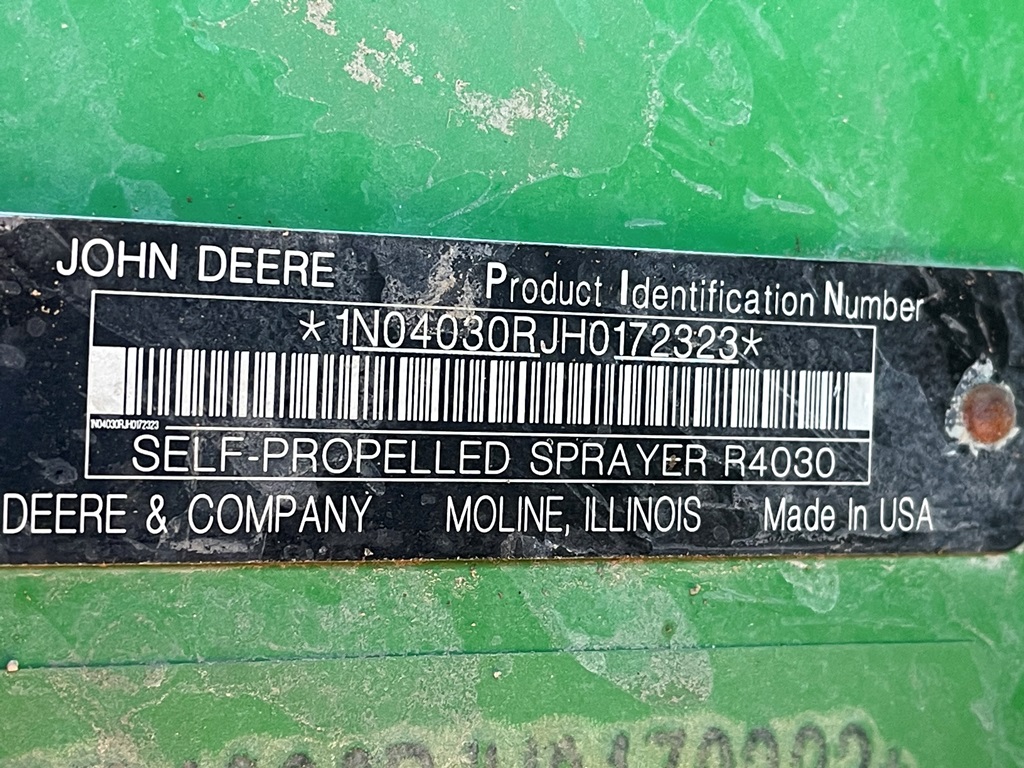 JOHN DEERE
Product Identification Number
*1N04030RJH0172323*
1N04030RJH0172323
SELF-PROPELLED SPRAYER R4030
DEERE & COMPANY MOLINE, ILLINOIS Made In USA